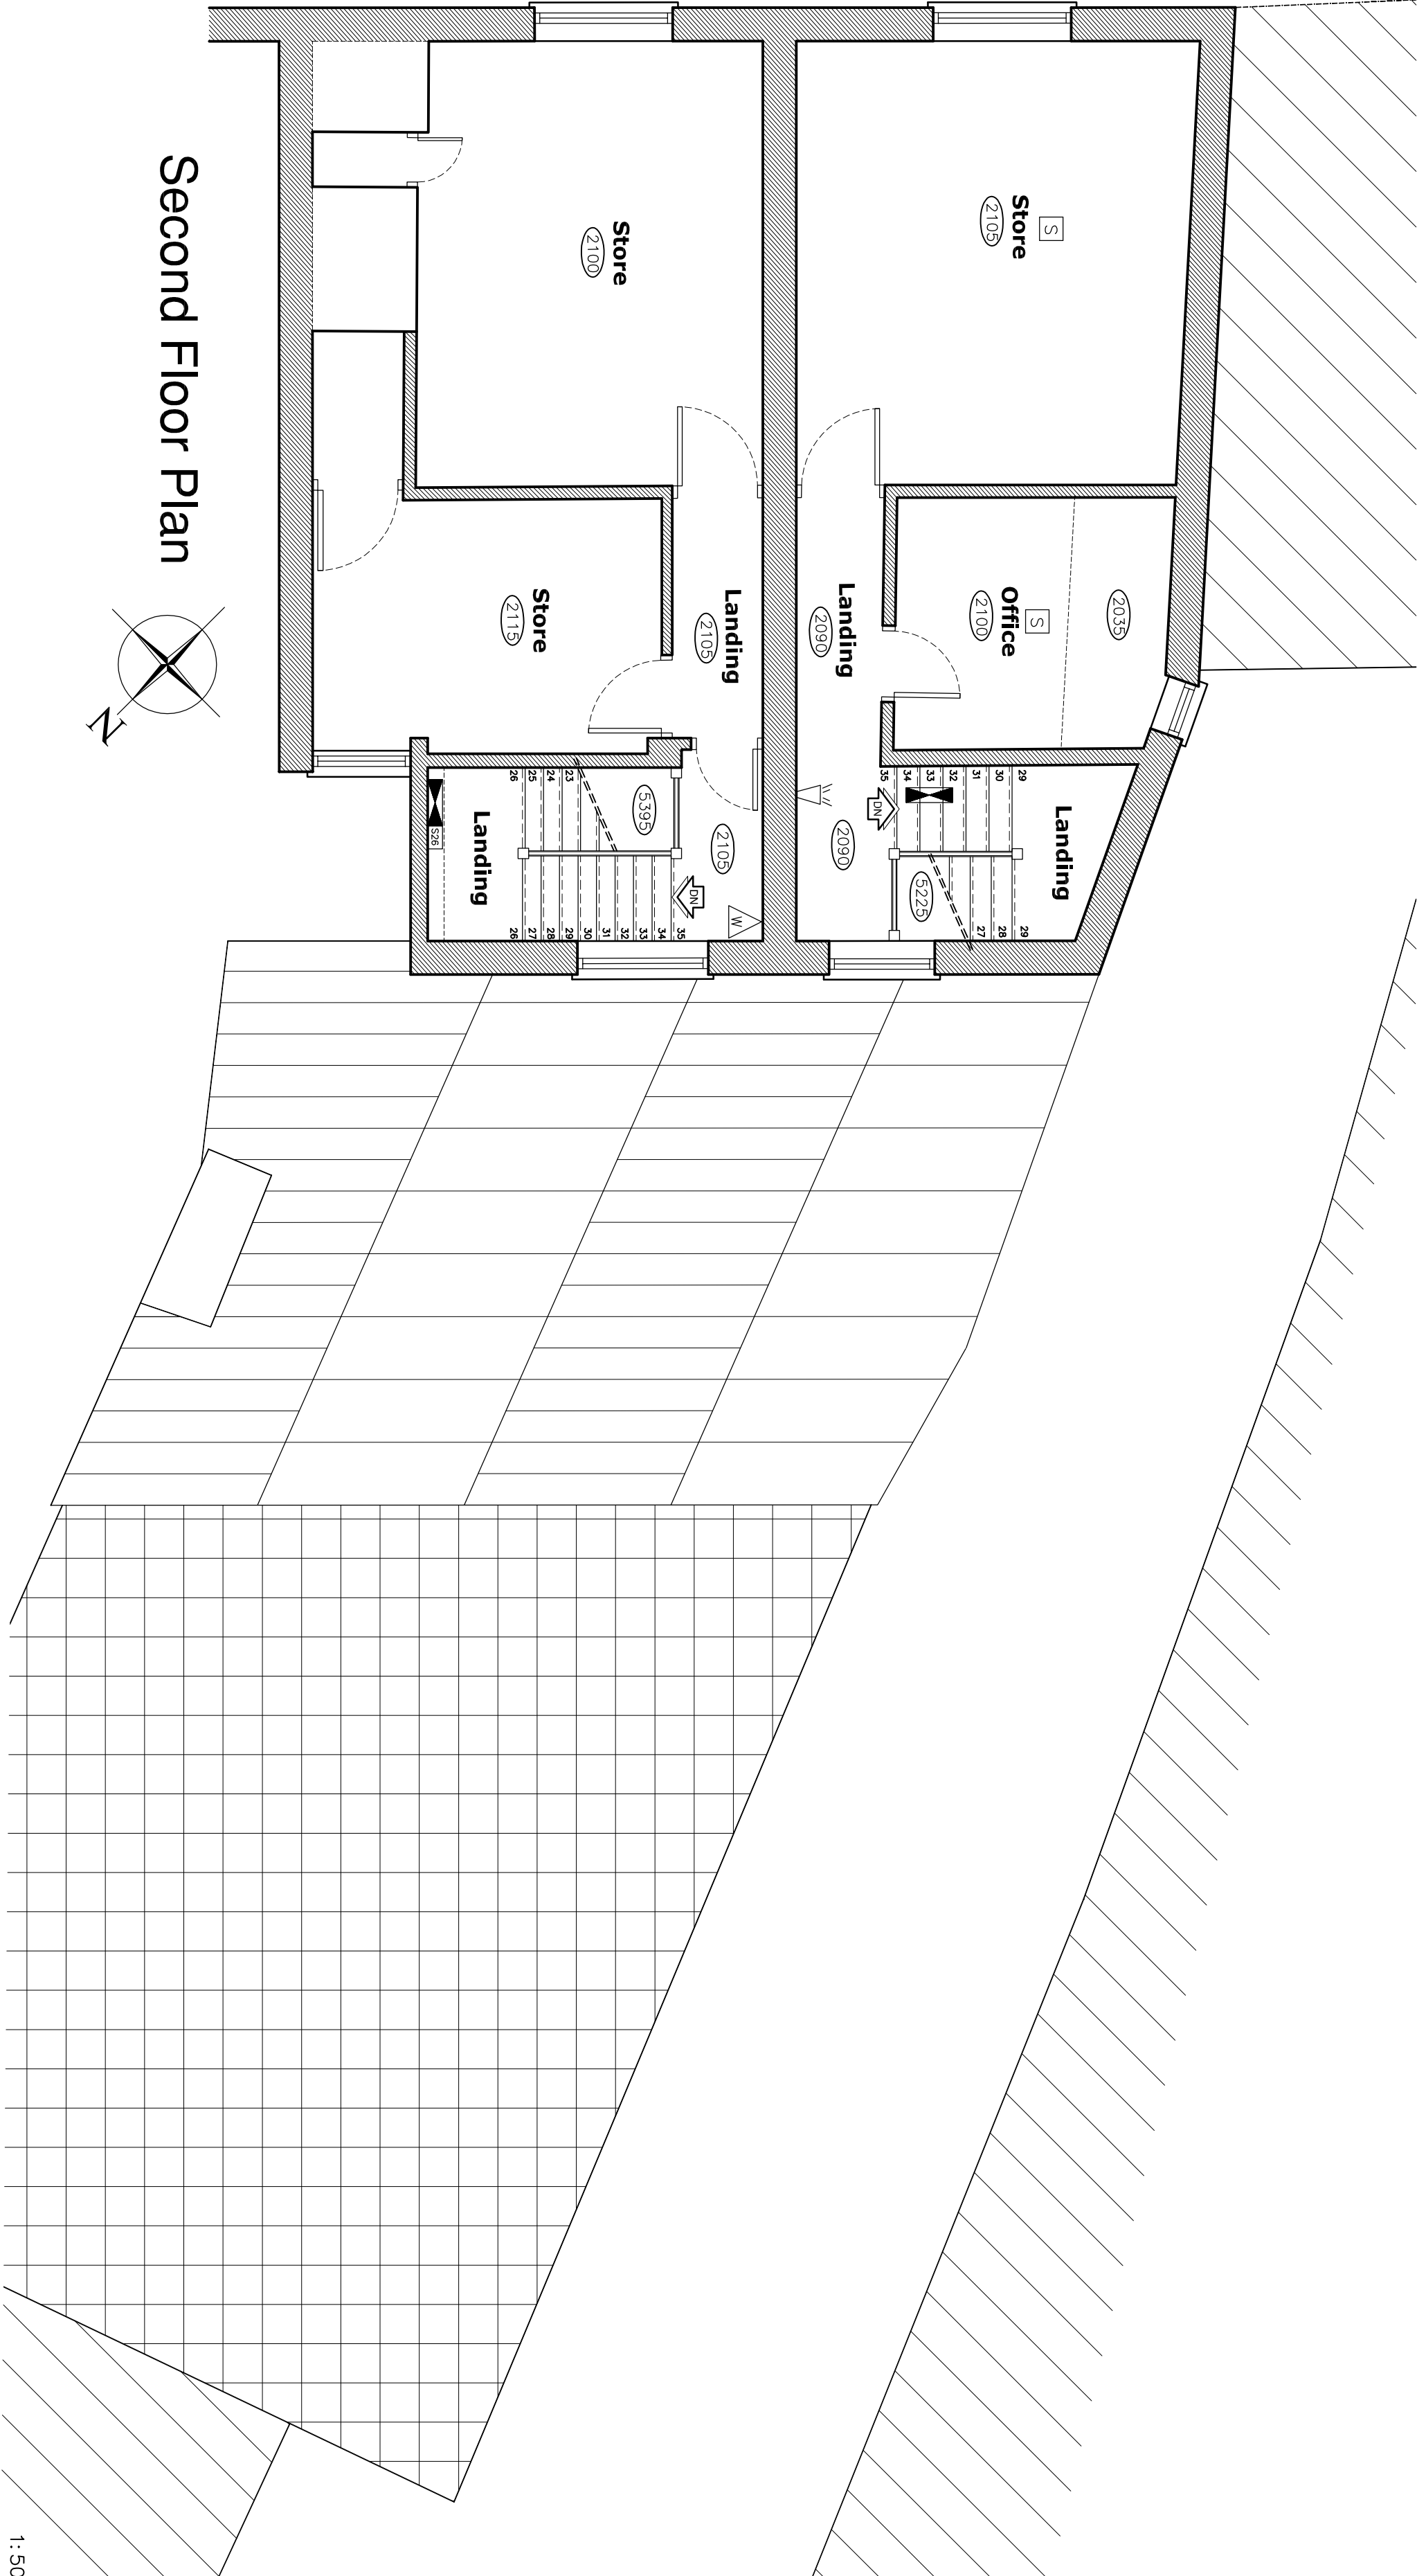 S
Store
2105
2035
S
Office
2100
Landing
29
30
31
32
33
34
35
29
28
27
5225
DN
Landing
2090
2090
Store
2100
Landing
2105
2105
W
DN
35
34
33
32
31
30
29
28
27
26
5395
23
24
25
26
Store
2115
Landing
S26
Second Floor Plan
N
1:50